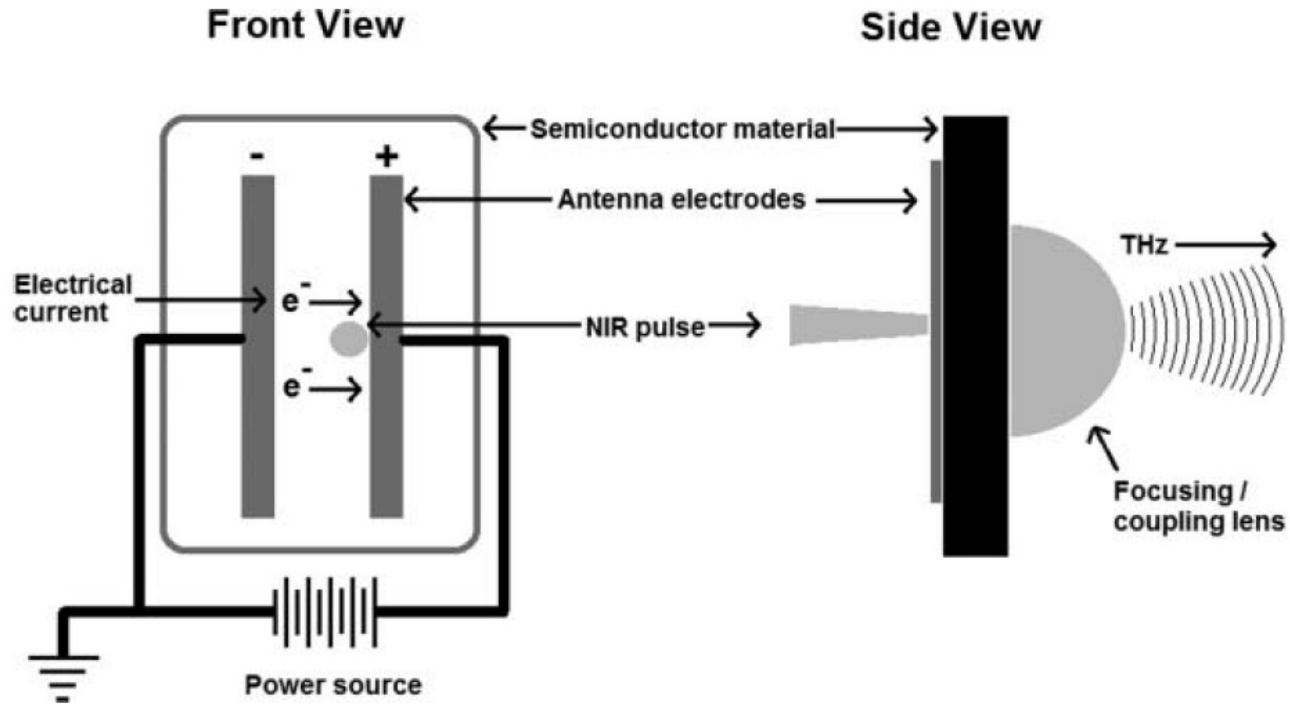 Front View
Side View
Semiconductor material
- +
Antenna electrodes
THz
Electrical
current
e-
NIR pulse
e-
Focusing /
coupling lens
Power source